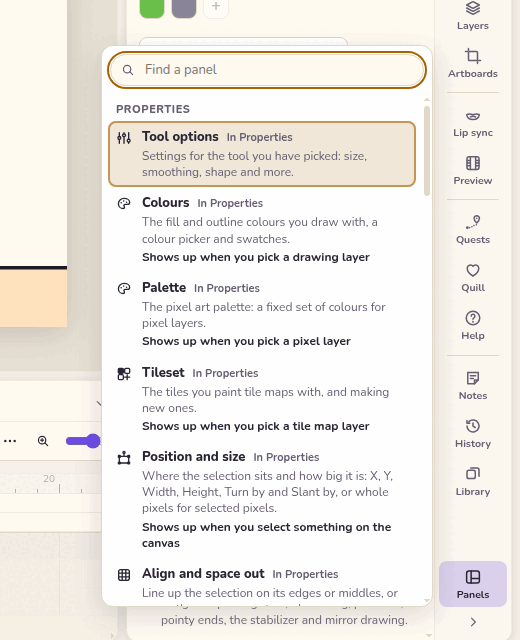 Layers
+
Find a panel
Artboards
PROPERTIES
Tool options In Properties
Settings for the tool you have picked: size,
smoothing, shape and more.
Lip sync
Preview
Colours In Properties
The fill and outline colours you draw with, a
colour picker and swatches.
Shows up when you pick a drawing layer
Quests
Quill
Palette In Properties
The pixel art palette: a fixed set of colours for
pixel layers.
Shows up when you pick a pixel layer
Help
Tileset In Properties
The tiles you paint tile maps with, and making
new ones.
Shows up when you pick a tile map layer
Notes
History
Position and size In Properties
Where the selection sits and how big it is: X, Y,
Width, Height, Turn by and Slant by, or whole
pixels for selected pixels.
Shows up when you select something on the
canvas
20
Library
Align and space out In Properties
Line up the selection on its edges or middles, or
Panels
pointy ends, the stabilizer and mirror drawing.